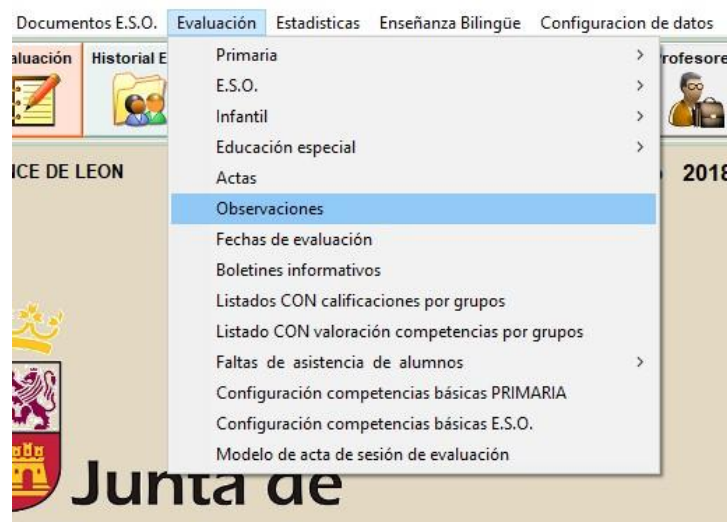 Documentos E.S.O. Evaluación Estadisticas Enseñanza Bilingüe Configuracion de datos
aluación Historial E rofesore
Primaria
E.S.O.
Infantil
Educación especial
ICE DE LEON 2018
Actas
Observaciones
Fechas de evaluación
Boletines informativos
Listados CON calificaciones por grupos
Listado CON valoración competencias por grupos
Faltas de asistencia de alumnos
Configuración competencias básicas PRIMARIA
Configuración competencias básicas E.S.O.
Modelo de acta de sesión de evaluación
Junta de